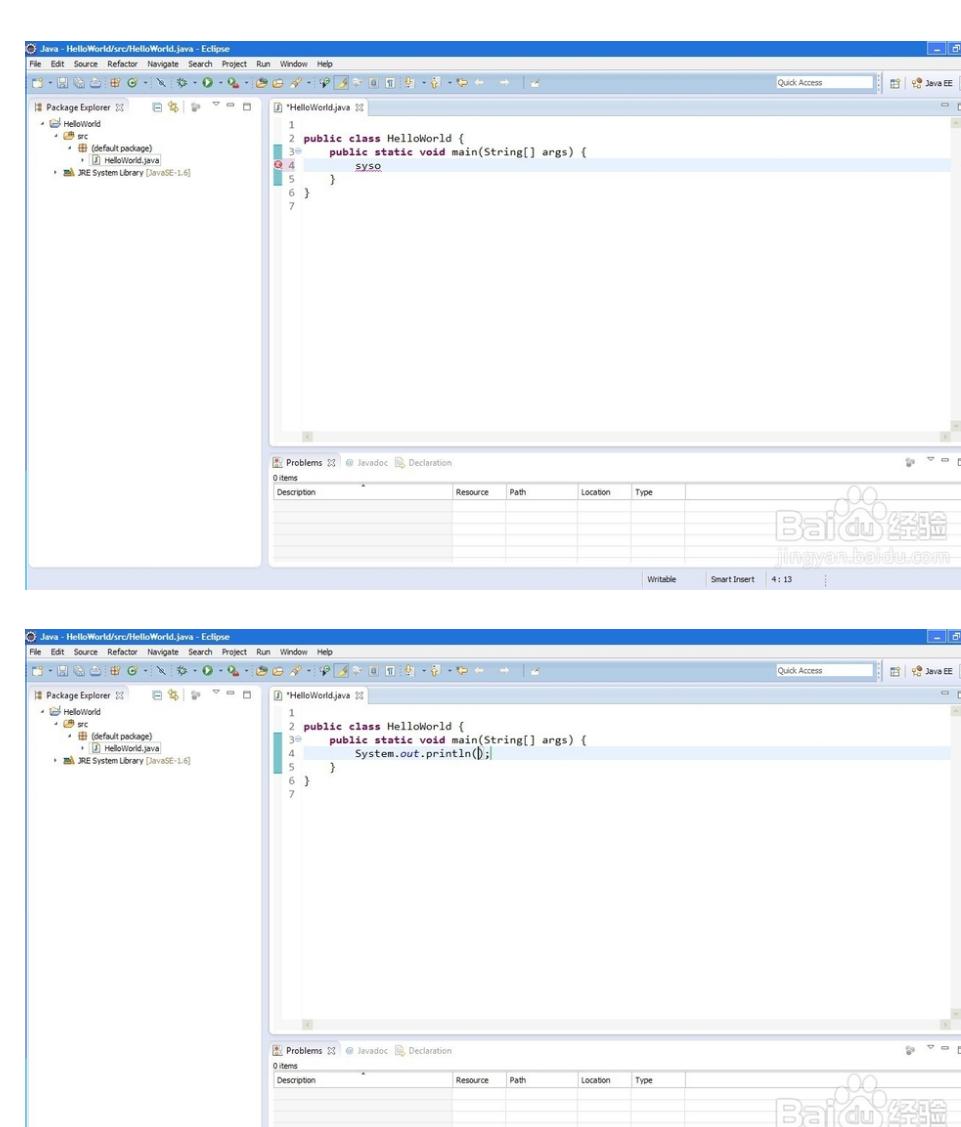 Java - HelloWorld/src/HelloWorld.java - Eclipse
File Edit Source Refactor Navigate Search Project Run Window Help
Quick Access Java EE
Package Explorer
HelloWorld
src
(default package)
HelloWorld.java
JRE System Library [JavaSE-1.6]
*HelloWorld.java
1
2 public class HelloWorld {
3 public static void main(String[] args) {
4 syso
5 }
6 }
7
Problems @ Javadoc Declaration
0 items
Description Resource Path Location Type
Baidu 经验
jingyan.baidu.com
Writable Smart Insert 4 : 13
Java - HelloWorld/src/HelloWorld.java - Eclipse
File Edit Source Refactor Navigate Search Project Run Window Help
Quick Access Java EE
Package Explorer
HelloWorld
src
(default package)
HelloWorld.java
JRE System Library [JavaSE-1.6]
*HelloWorld.java
1
2 public class HelloWorld {
3 public static void main(String[] args) {
4 System.out.println();
5 }
6 }
7
Problems @ Javadoc Declaration
0 items
Description Resource Path Location Type
Baidu 经验